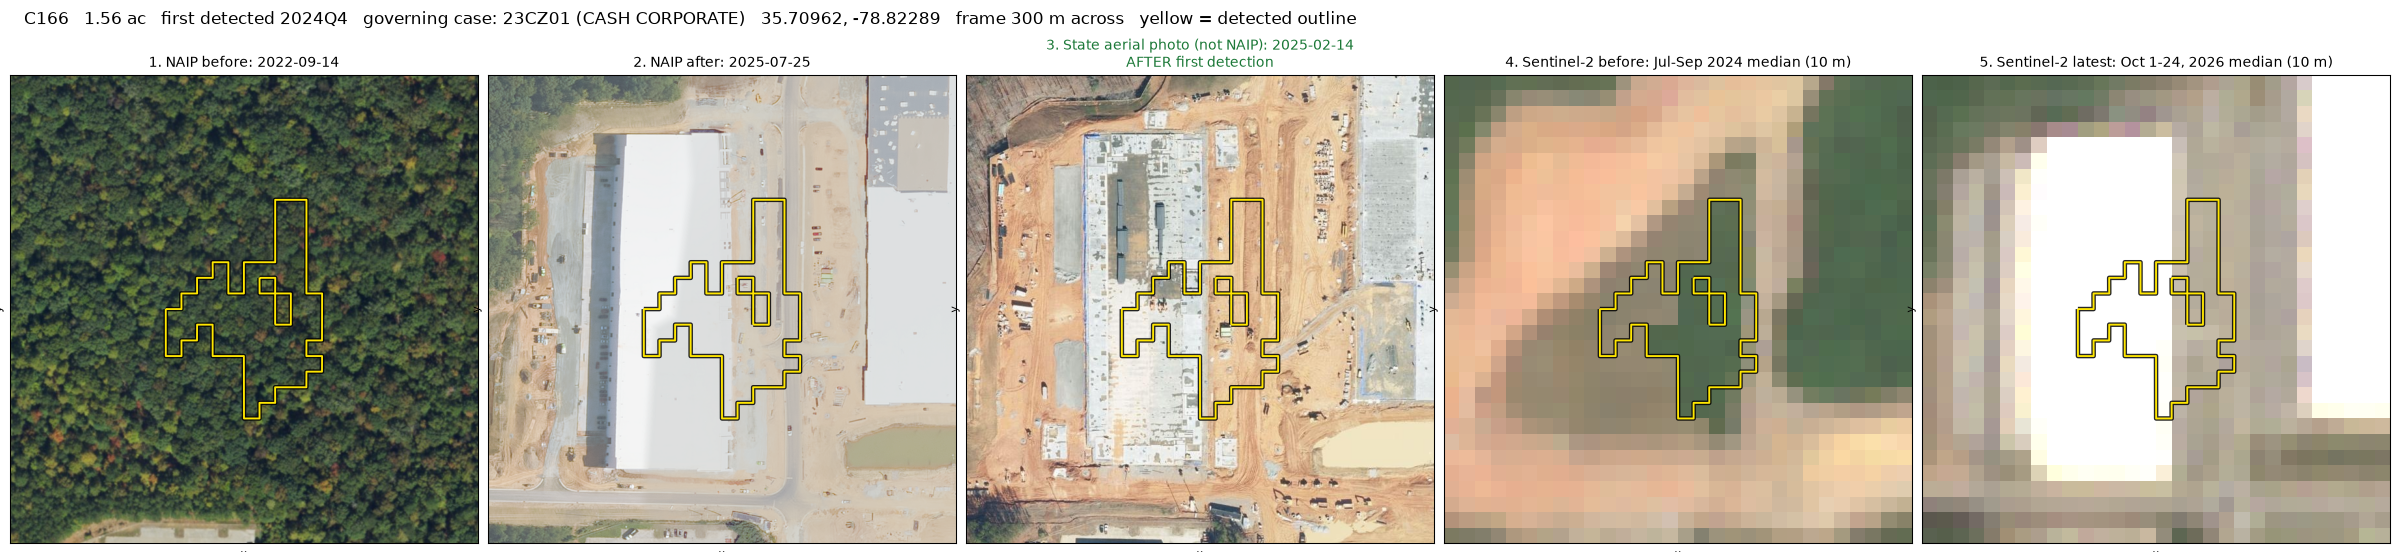 C166   1.56 ac   first detected 2024Q4   governing case: 23CZ01 (CASH CORPORATE)   35.70962, -78.82289   frame 300 m across   yellow = detected outline
1. NAIP before: 2022-09-14
2. NAIP after: 2025-07-25
3. State aerial photo (not NAIP): 2025-02-14
AFTER first detection
4. Sentinel-2 before: Jul-Sep 2024 median (10 m)
5. Sentinel-2 latest: Oct 1-24, 2026 median (10 m)